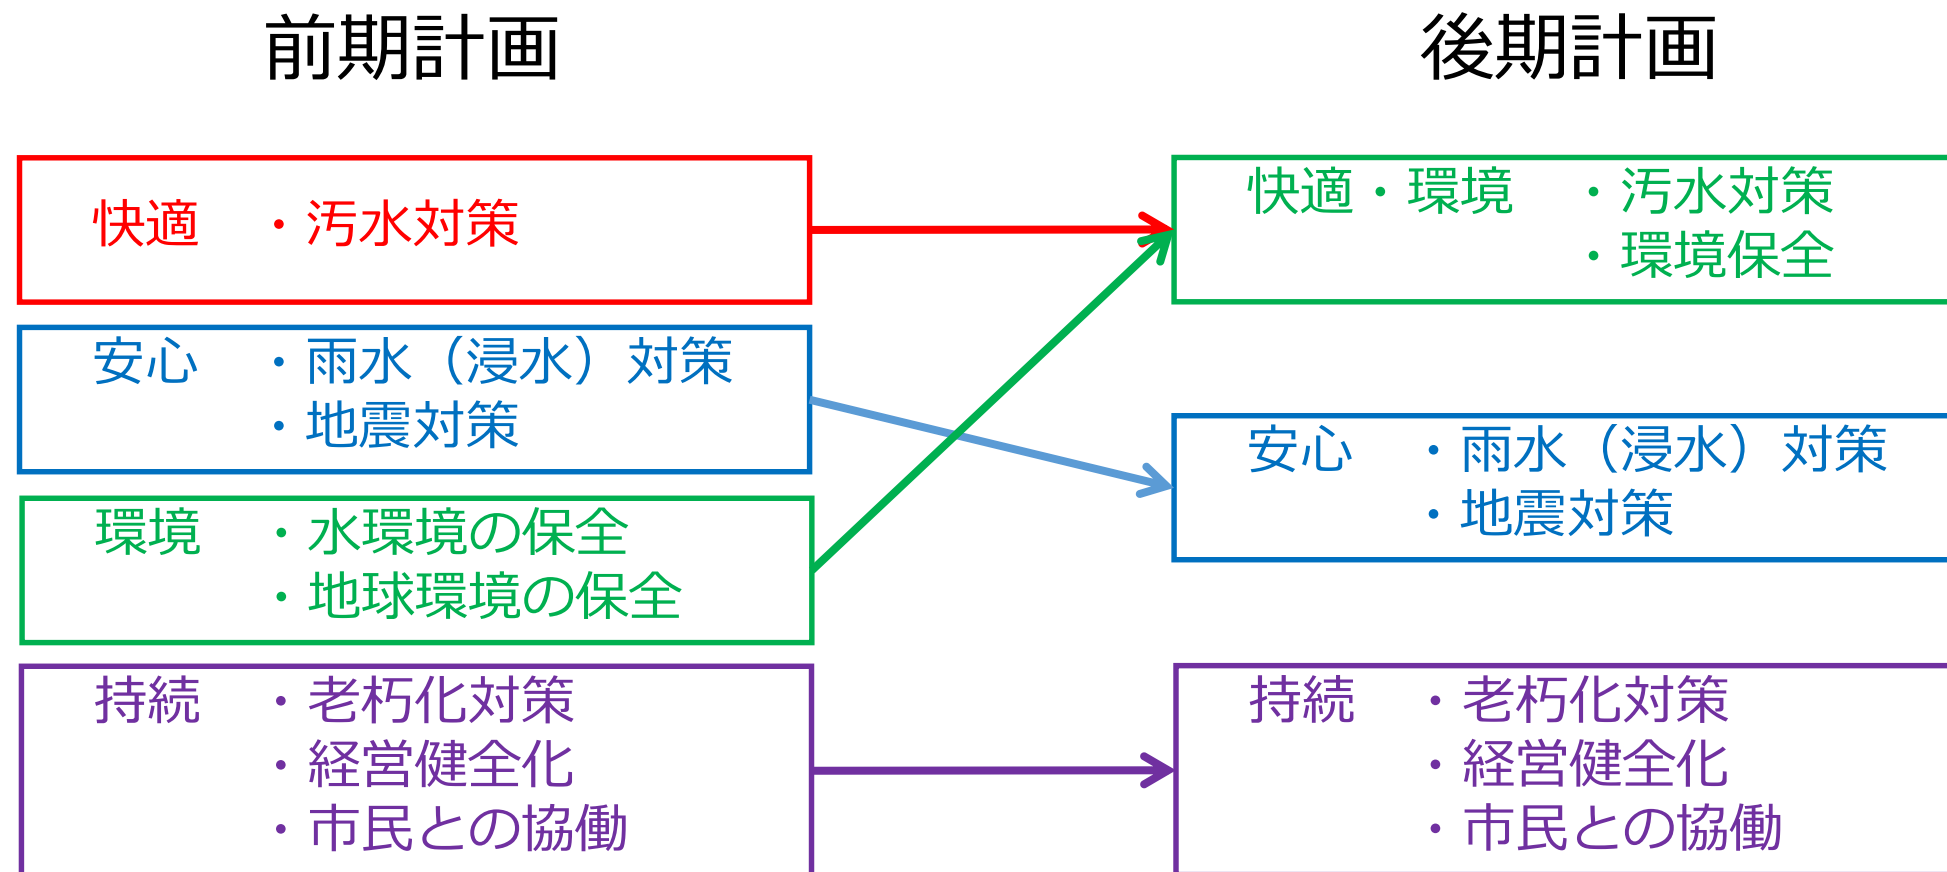 前期計画
後期計画
快適 ・汚水対策
安心 ・雨水（浸水）対策
・地震対策
環境 ・水環境の保全
・地球環境の保全
持続 ・老朽化対策
・経営健全化
・市民との協働
快適・環境 ・汚水対策
・環境保全
安心 ・雨水（浸水）対策
・地震対策
持続 ・老朽化対策
・経営健全化
・市民との協働